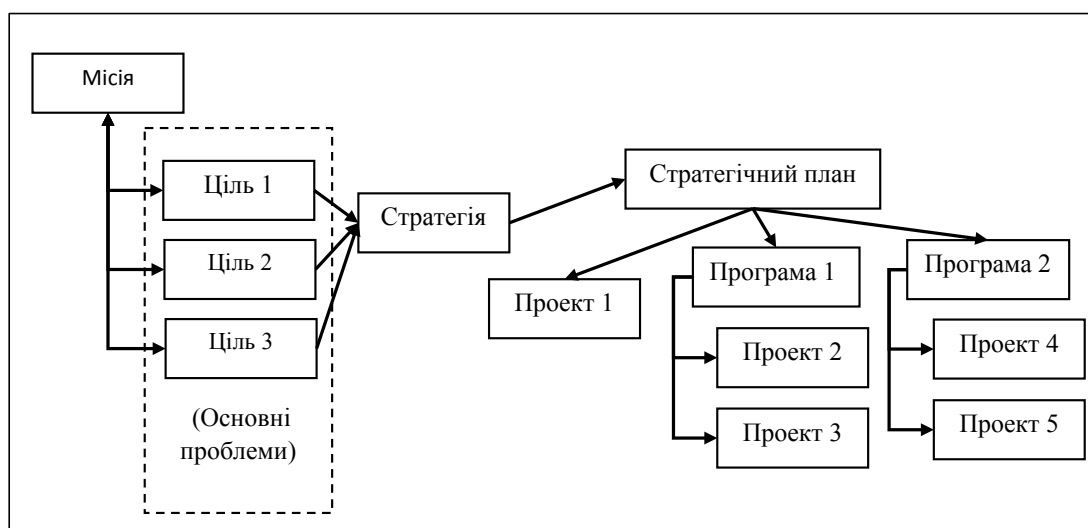 Місія
Ціль 1
Ціль 2
Ціль 3
(Основні
проблеми)
Стратегія
Стратегічний план
Проект 1
Програма 1
Проект 2
Проект 3
Програма 2
Проект 4
Проект 5